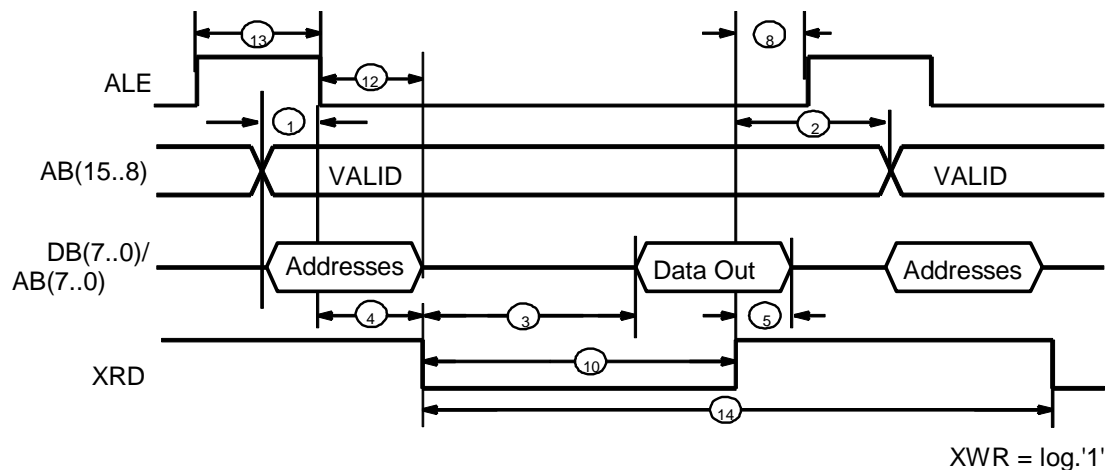 13
8
ALE
12
1
2
AB(15..8)
VALID
VALID
DB(7..0)/
AB(7..0)
Addresses
Data Out
Addresses
4
3
5
XRD
10
14
XWR = log.'1'